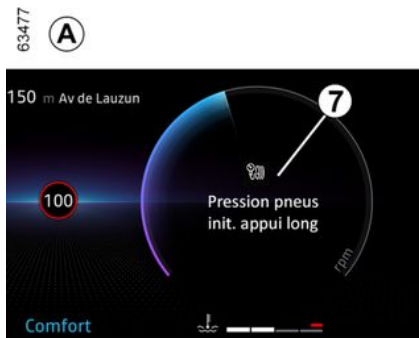 63477
A
150 m Av de Lauzun
7
100
Pression pneus
init. appui long
rpm
Comfort